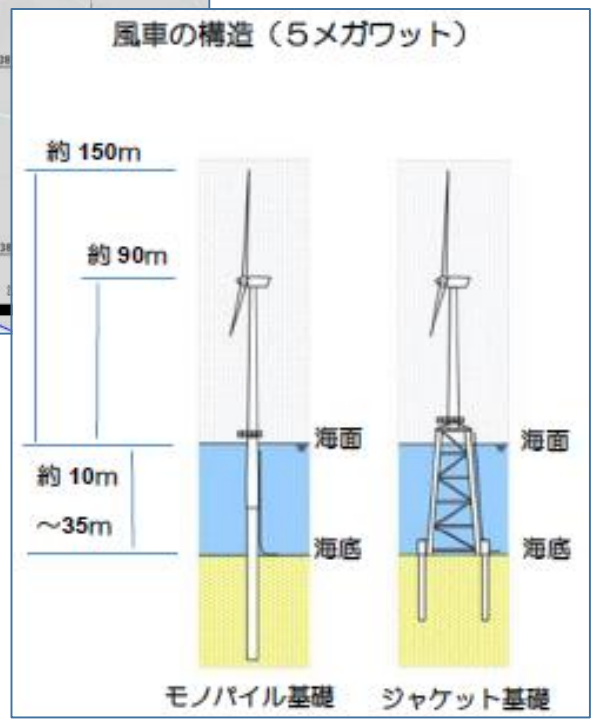 風車の構造（５メガワット）
約 150m
約 90m
海面
海面
約 10m
～35m
海底
海底
モノパイル基礎
ジャケット基礎